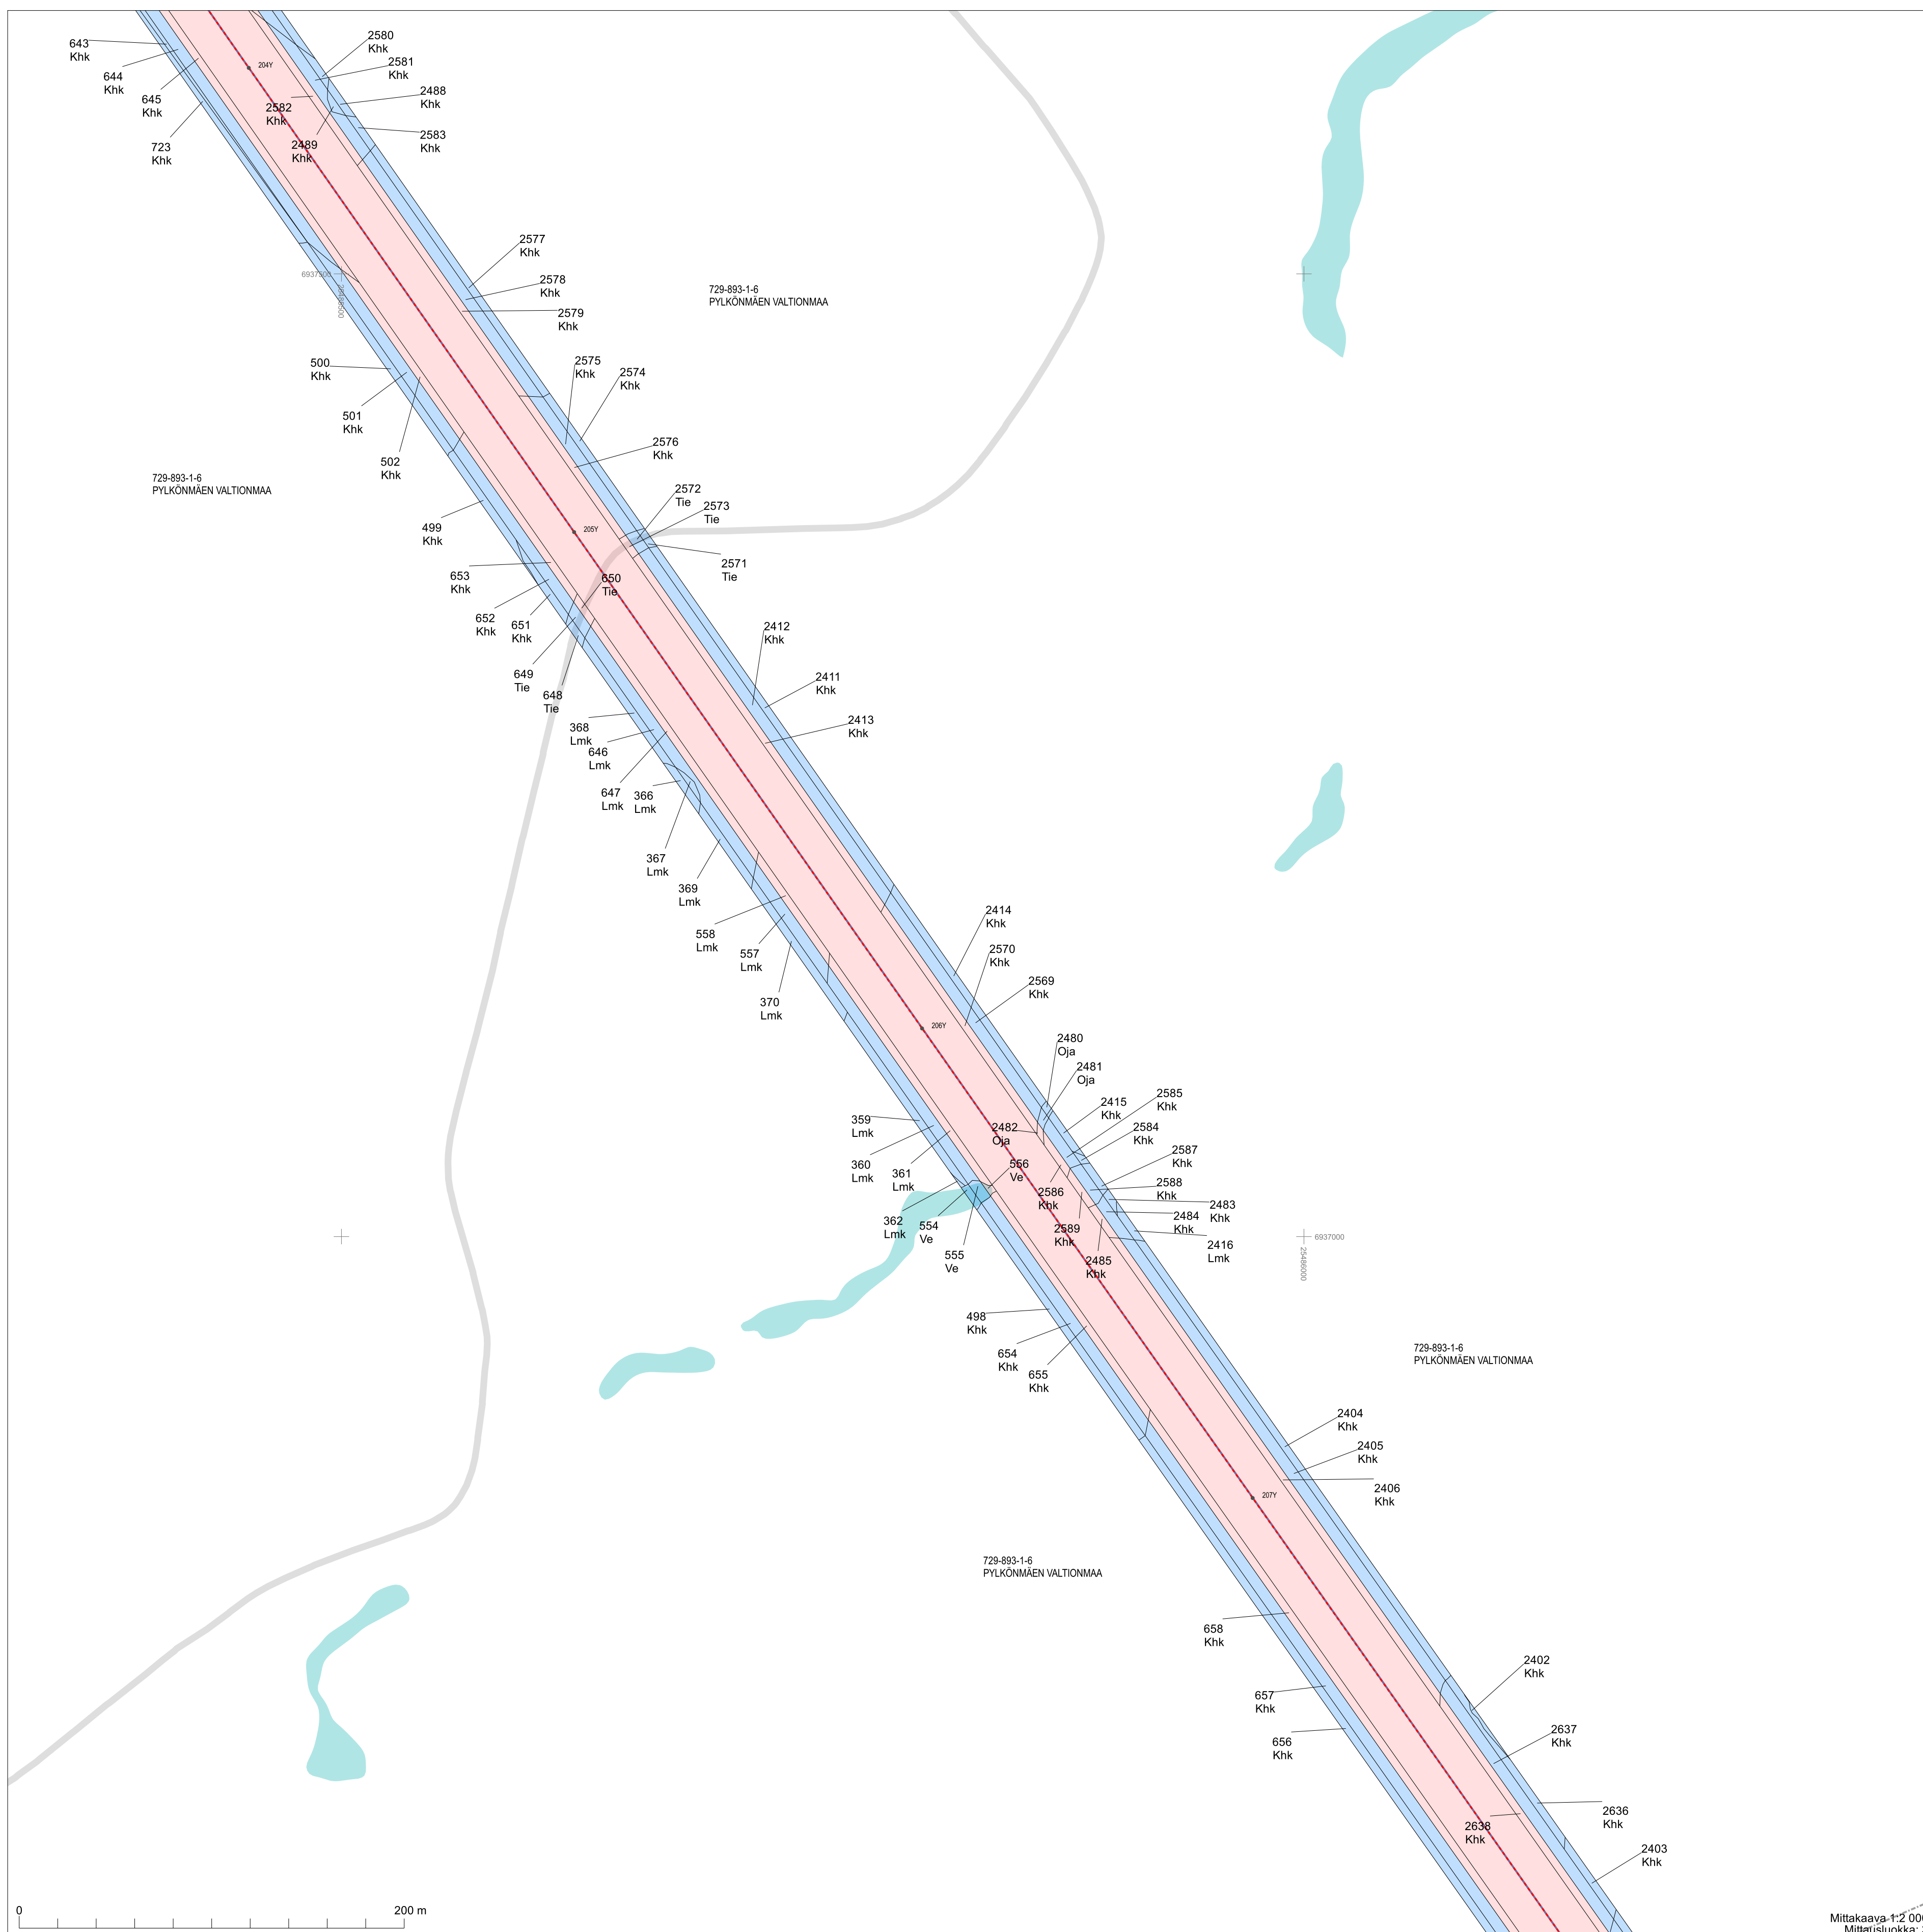 643
Khk
644
Khk
645
Khk
723
Khk
204Y
2580
Khk
2581
Khk
2582
Khk
2488
Khk
2489
Khk
2583
Khk
2577
Khk
2578
Khk
2579
Khk
729-893-1-6
PYLKÖNMÄEN VALTIONMAA
500
Khk
501
Khk
502
Khk
2575
Khk
2574
Khk
2576
Khk
729-893-1-6
PYLKÖNMÄEN VALTIONMAA
499
Khk
205Y
2572
Tie
2573
Tie
2571
Tie
653
Khk
650
Tie
652
Khk
651
Khk
649
Tie
648
Tie
2412
Khk
2411
Khk
2413
Khk
368
Lmk
646
Lmk
647
Lmk
366
Lmk
367
Lmk
369
Lmk
558
Lmk
557
Lmk
370
Lmk
2414
Khk
2570
Khk
2569
Khk
206Y
2480
Oja
2481
Oja
2482
Oja
2415
Khk
2585
Khk
2584
Khk
2587
Khk
2588
Khk
2586
Khk
2589
Khk
2483
Khk
2484
Khk
2485
Khk
2416
Lmk
6937000
25486000
359
Lmk
360
Lmk
361
Lmk
556
Ve
362
Lmk
554
Ve
555
Ve
498
Khk
654
Khk
655
Khk
729-893-1-6
PYLKÖNMÄEN VALTIONMAA
2404
Khk
2405
Khk
2406
Khk
207Y
729-893-1-6
PYLKÖNMÄEN VALTIONMAA
658
Khk
657
Khk
656
Khk
2402
Khk
2637
Khk
2636
Khk
2638
Khk
2403
Khk
0
200 m
Mittakaava 1:2 000
Mittausluokka: